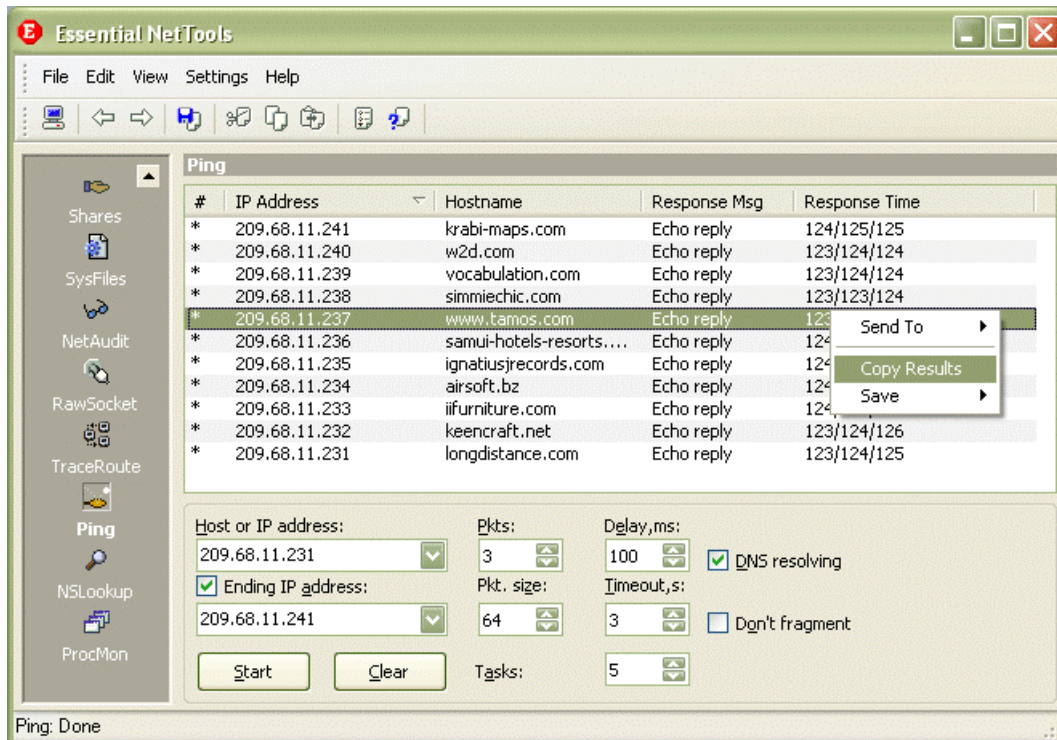 Essential NetTools
File Edit View Settings Help
Ping
# IP Address Hostname Response Msg Response Time
* 209.68.11.241 krabi-maps.com Echo reply 124/125/125
* 209.68.11.240 w2d.com Echo reply 123/124/124
* 209.68.11.239 vocabulation.com Echo reply 123/124/124
* 209.68.11.238 simmiechic.com Echo reply 123/123/124
* 209.68.11.237 www.tamos.com Echo reply 123
* 209.68.11.236 samui-hotels-resorts.... Echo reply 124
* 209.68.11.235 ignatiusjrecords.com Echo reply 124
* 209.68.11.234 airsoft.bz Echo reply 124
* 209.68.11.233 iifurniture.com Echo reply 124
* 209.68.11.232 keencraft.net Echo reply 123/124/126
* 209.68.11.231 longdistance.com Echo reply 123/124/125
Send To
Copy Results
Save
Shares
SysFiles
NetAudit
RawSocket
TraceRoute
Ping
NSLookup
ProcMon
Host or IP address: Pkts: Delay,ms:
209.68.11.231 3 100 DNS resolving
Ending IP address: Pkt. size: Timeout,s:
209.68.11.241 64 3 Don't fragment
Start Clear Tasks: 5
Ping: Done